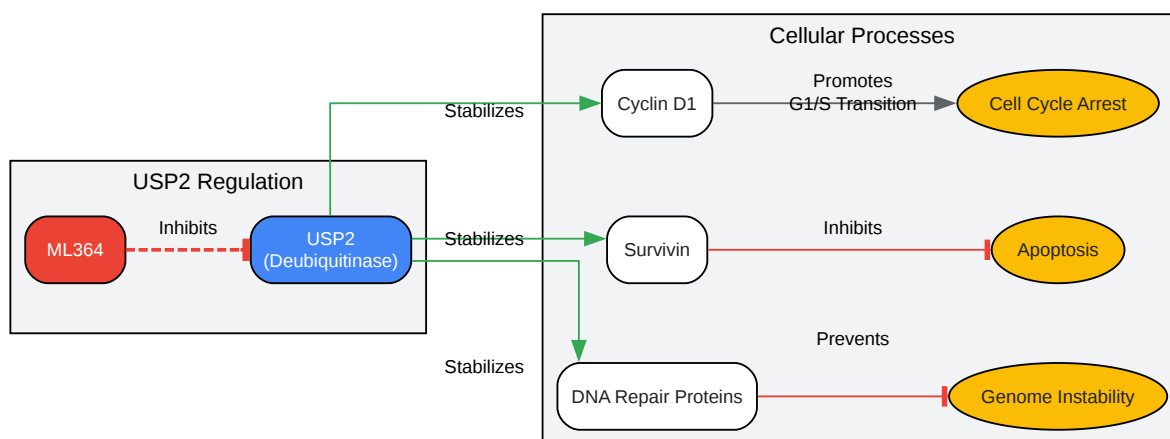 Cellular Processes
Promotes
G1/S Transition
Stabilizes
Cyclin D1
Cell Cycle Arrest
USP2 Regulation
ML364
Inhibits
USP2
(Deubiquitinase)
Stabilizes
Survivin
Inhibits
Apoptosis
Stabilizes
DNA Repair Proteins
Prevents
Genome Instability